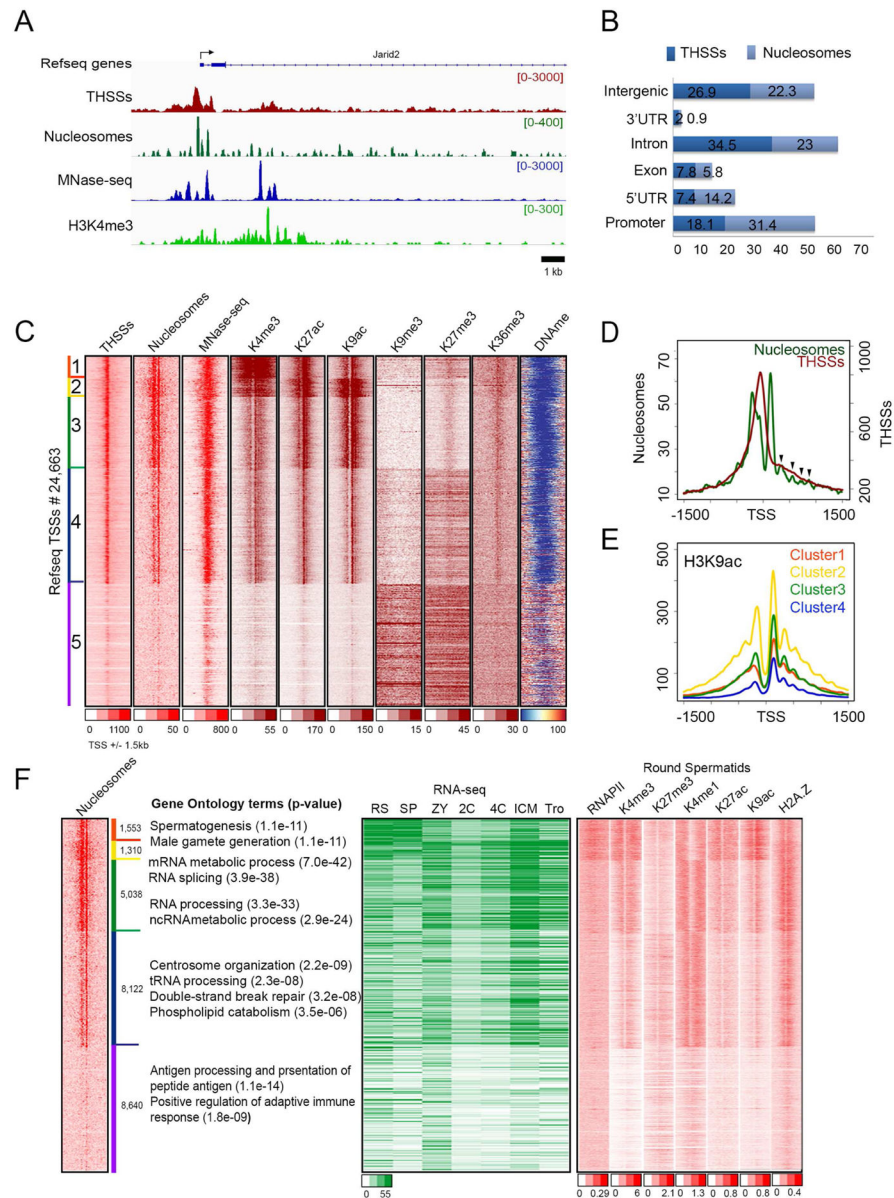 A
Jarid2
Refseq genes
[0-3000]
THSSs
[0-400]
Nucleosomes
[0-3000]
MNase-seq
[0-300]
H3K4me3
1 kb
B
THSSs Nucleosomes
Intergenic 26.9 22.3
3'UTR 2 0.9
Intron 34.5 23
Exon 7.8 5.8
5'UTR 7.4 14.2
Promoter 18.1 31.4
0 10 20 30 40 50 60 70
C
THSSs Nucleosomes MNase-seq K4me3 K27ac K9ac K9me3 K27me3 K36me3 DNAme
Refseq TSSs # 24,663
1
2
3
4
5
0 1100 0 50 0 800 0 55 0 170 0 150 0 15 0 45 0 30 0 100
TSS +/- 1.5kb
D
Nucleosomes
THSSs
Nucleosomes
70
50
30
10
THSSs
1000
600
400
200
-1500 TSS 1500
E
H3K9ac
Cluster1
Cluster2
Cluster3
Cluster4
500
300
100
-1500 TSS 1500
F
Nucleosomes
Gene Ontology terms (p-value)
1,553
Spermatogenesis (1.1e-11)
Male gamete generation (1.1e-11)
1,310
mRNA metabolic process (7.0e-42)
RNA splicing (3.9e-38)
5,038
RNA processing (3.3e-33)
ncRNAmetabolic process (2.9e-24)
8,122
Centrosome organization (2.2e-09)
tRNA processing (2.3e-08)
Double-strand break repair (3.2e-08)
Phospholipid catabolism (3.5e-06)
8,640
Antigen processing and prsentation of
peptide antigen (1.1e-14)
Positive regulation of adaptive immune
response (1.8e-09)
RNA-seq
RS SP ZY 2C 4C ICM Tro
0 55
Round Spermatids
RNAPII K4me3 K27me3 K4me1 K27ac K9ac H2A.Z
0 0.29 0 6 0 2.1 0 1.3 0 0.8 0 0.8 0 0.4